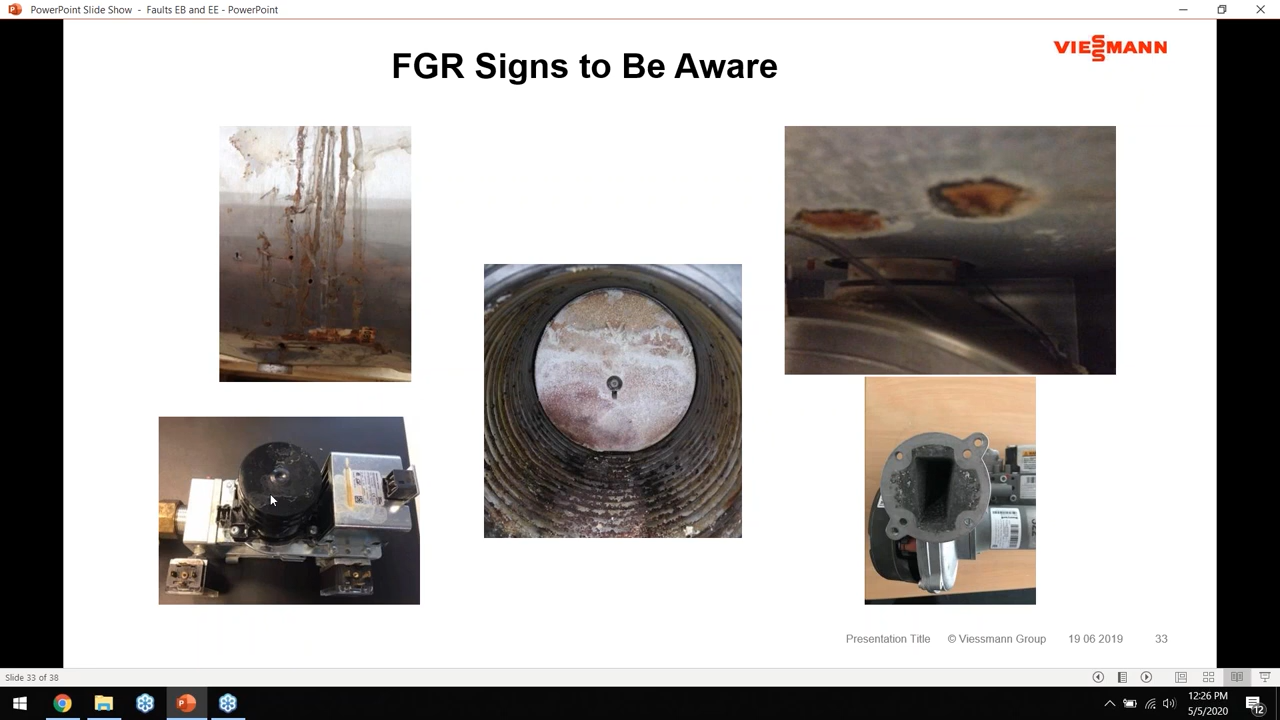 PowerPoint Slide Show - Faults EB and EE - PowerPoint
FGR Signs to Be Aware
VIESSMANN
Presentation Title © Viessmann Group 19 06 2019 33
Slide 33 of 38
12:26 PM
5/5/2020
12